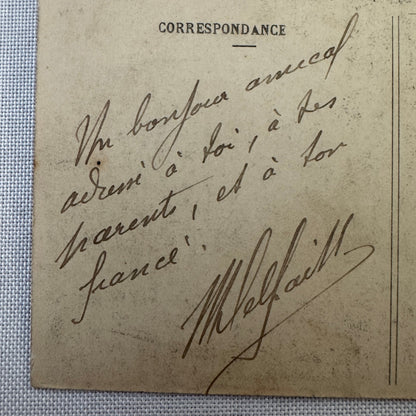 CORRESPONDANCE
Un bonjour amical
adressé à toi, à tes
parents, et à ton
fiancé.